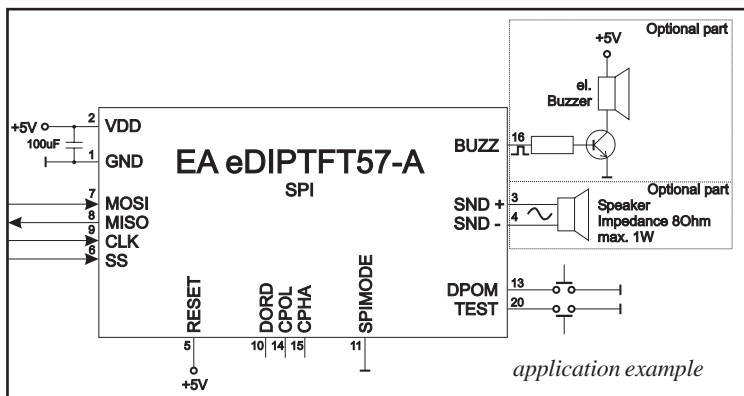 Optional part
+5V
el.
Buzzer
+5V
100uF
2 VDD
1 GND
EA eDIPTFT57-A
SPI
BUZZ 16
Optional part
7 MOSI
8 MISO
9 CLK
6 SS
SND + 3
SND - 4
Speaker
Impedance 8Ohm
max. 1W
DPOM 13
TEST 20
RESET
DORD
CPOL
CPHA
SPIMODE
5
10
14
15
11
+5V
application example